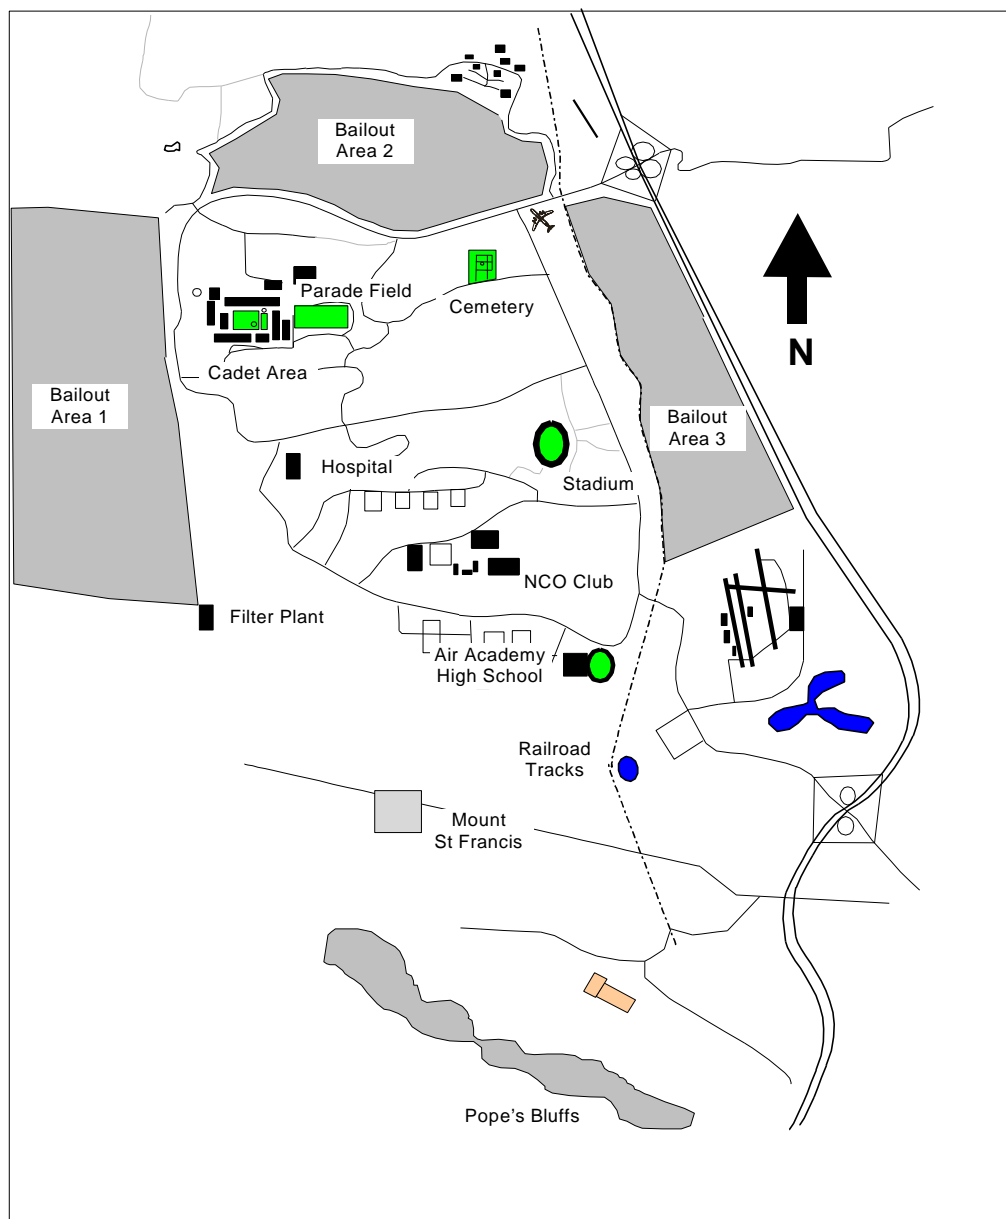 Bailout
Area 2
N
Parade Field
Cemetery
Cadet Area
Bailout
Area 1
Bailout
Area 3
Hospital
Stadium
NCO Club
Filter Plant
Air Academy
High School
Railroad
Tracks
Mount
St Francis
Pope's Bluffs